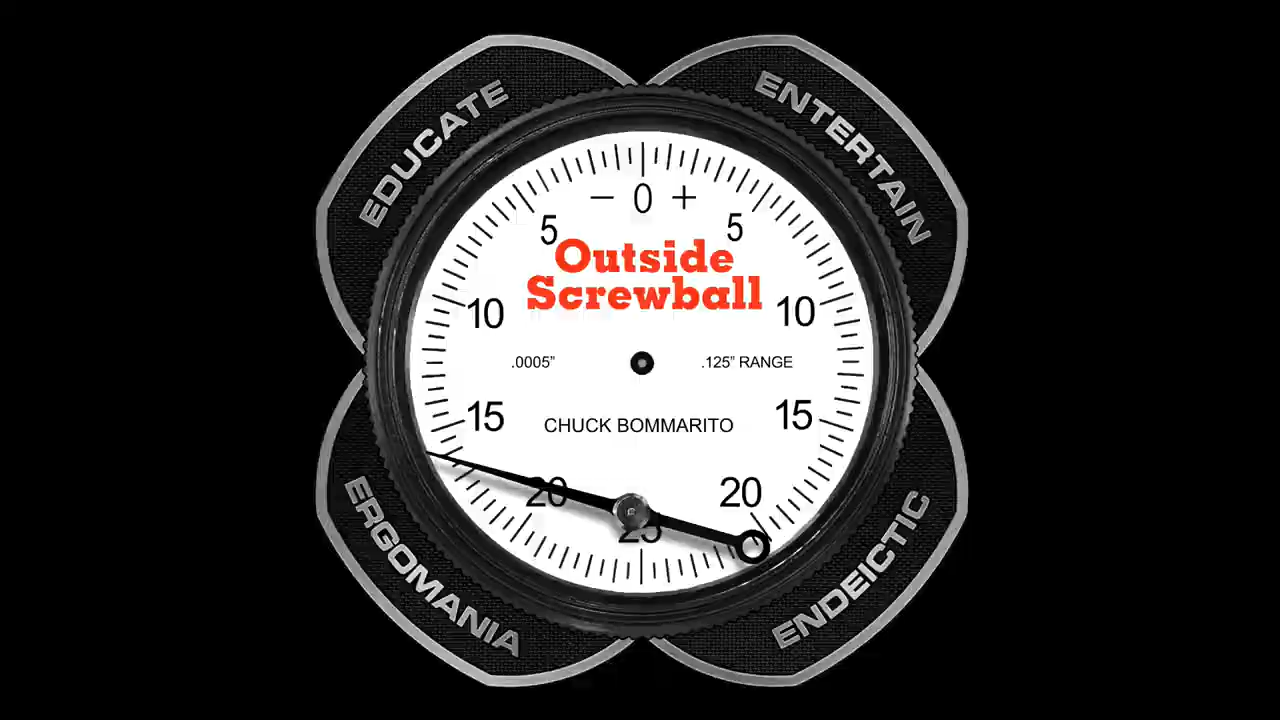 EDUCATE
ENTERTAIN
− 0 +
5 5
Outside
Screwball
10 10
.0005” .125” RANGE
15 15
CHUCK BOMMARITO
20 20
25
ERGOMANIA
ENDEICTIC